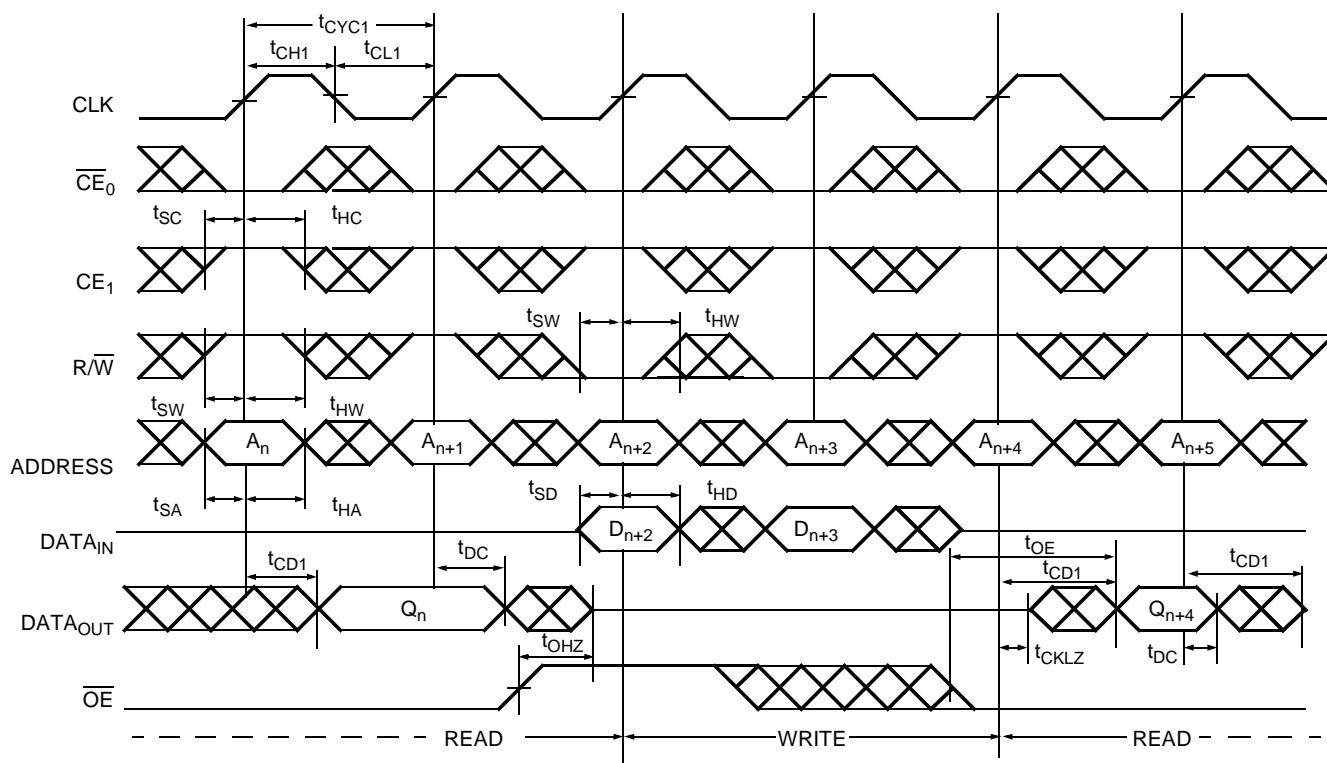 tCYC1
tCH1 tCL1
CLK
CE0
tSC tHC
CE1
tSW tHW
R/W
tSW tHW
An An+1 An+2 An+3 An+4 An+5
ADDRESS
tSA tHA tSD tHD
DATAIN Dn+2 Dn+3
tOE
tCD1 tDC tCD1 tCD1
DATAOUT Qn Qn+4
tOHZ tCKLZ tDC
OE
READ WRITE READ